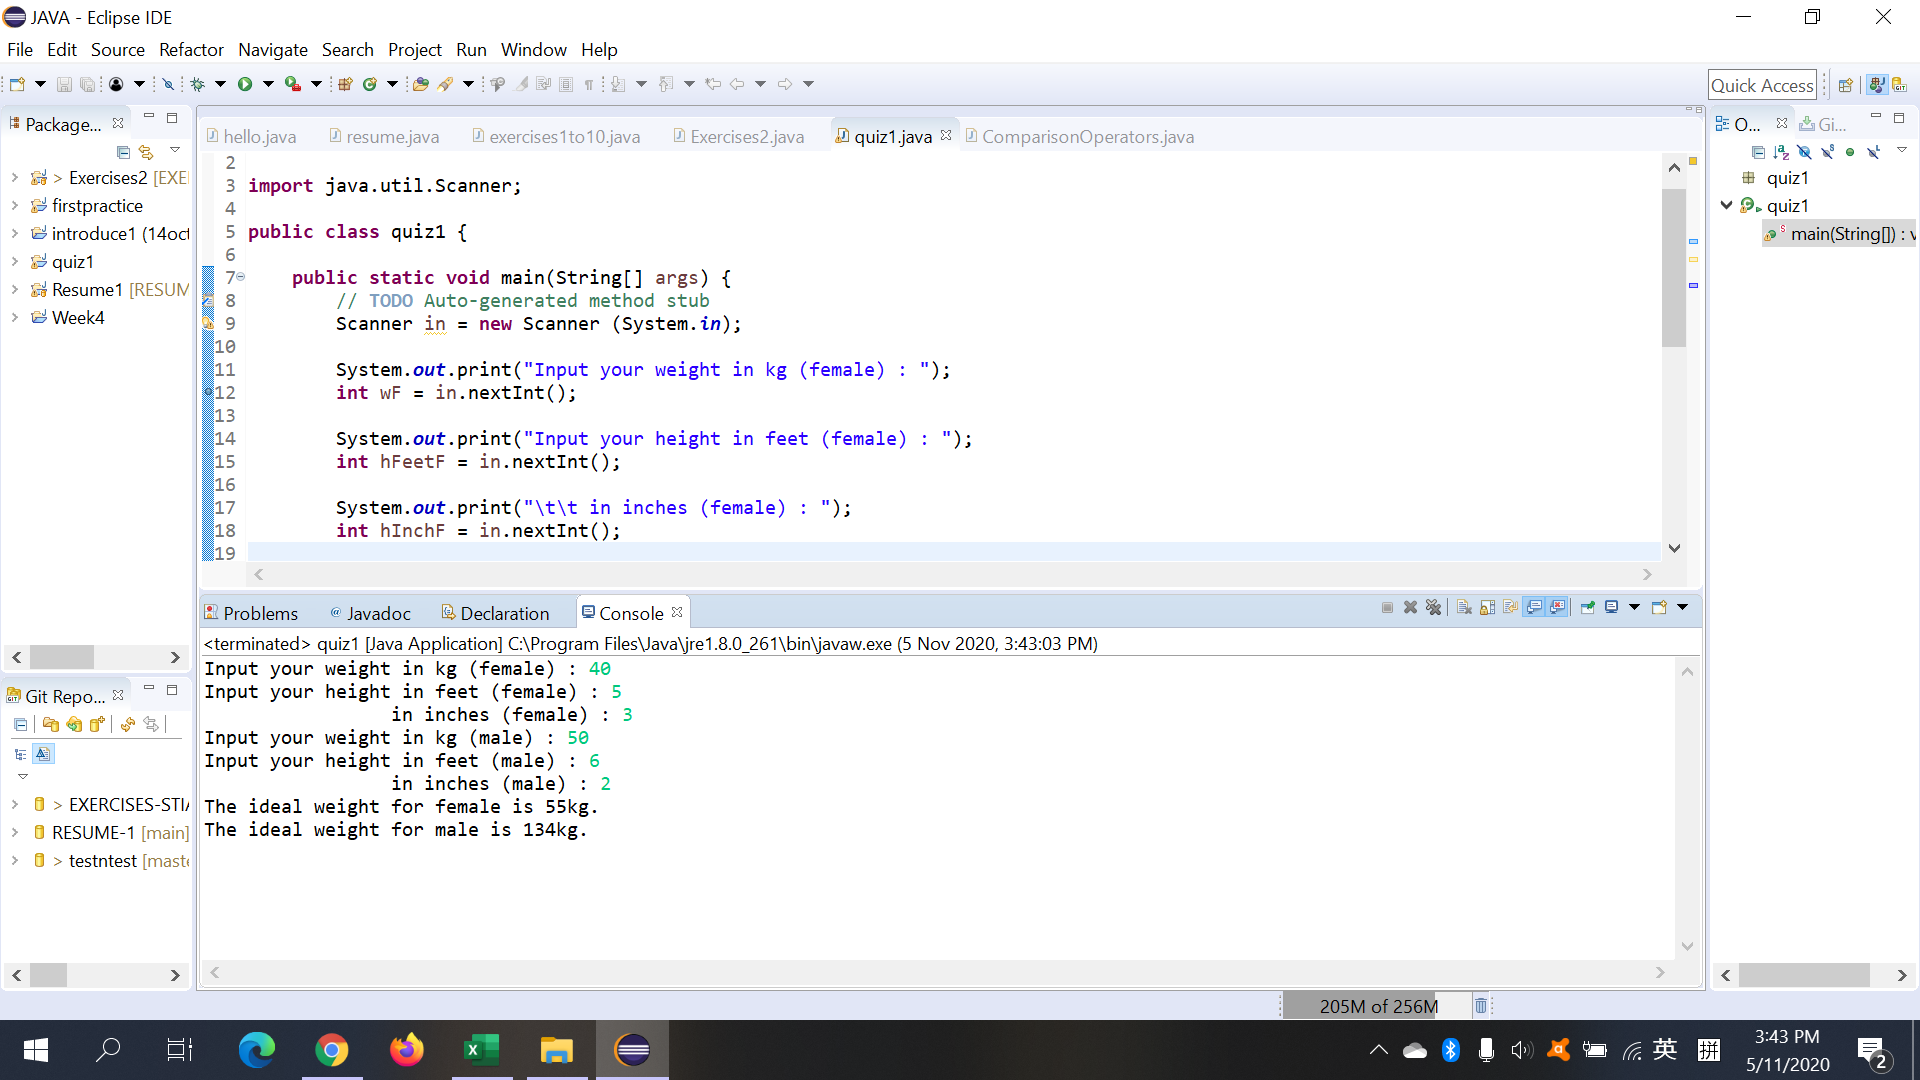 JAVA - Eclipse IDE
File Edit Source Refactor Navigate Search Project Run Window Help
Quick Access
Package...
> Exercises2 [EXE
firstpractice
introduce1 (14oct
quiz1
Resume1 [RESUM
Week4
Git Repo...
> EXERCISES-STIA
RESUME-1 [main]
> testntest [maste
hello.java resume.java exercises1to10.java Exercises2.java quiz1.java ComparisonOperators.java
2
3 import java.util.Scanner;
4
5 public class quiz1 {
6
7 public static void main(String[] args) {
8 // TODO Auto-generated method stub
9 Scanner in = new Scanner (System.in);
10
11 System.out.print("Input your weight in kg (female) : ");
12 int wF = in.nextInt();
13
14 System.out.print("Input your height in feet (female) : ");
15 int hFeetF = in.nextInt();
16
17 System.out.print("\t\t in inches (female) : ");
18 int hInchF = in.nextInt();
19
Problems Javadoc Declaration Console
<terminated> quiz1 [Java Application] C:\Program Files\Java\jre1.8.0_261\bin\javaw.exe (5 Nov 2020, 3:43:03 PM)
Input your weight in kg (female) : 40
Input your height in feet (female) : 5
in inches (female) : 3
Input your weight in kg (male) : 50
Input your height in feet (male) : 6
in inches (male) : 2
The ideal weight for female is 55kg.
The ideal weight for male is 134kg.
O... Gi...
quiz1
quiz1
main(String[]) : v
205M of 256M
英 拼
3:43 PM
5/11/2020
2